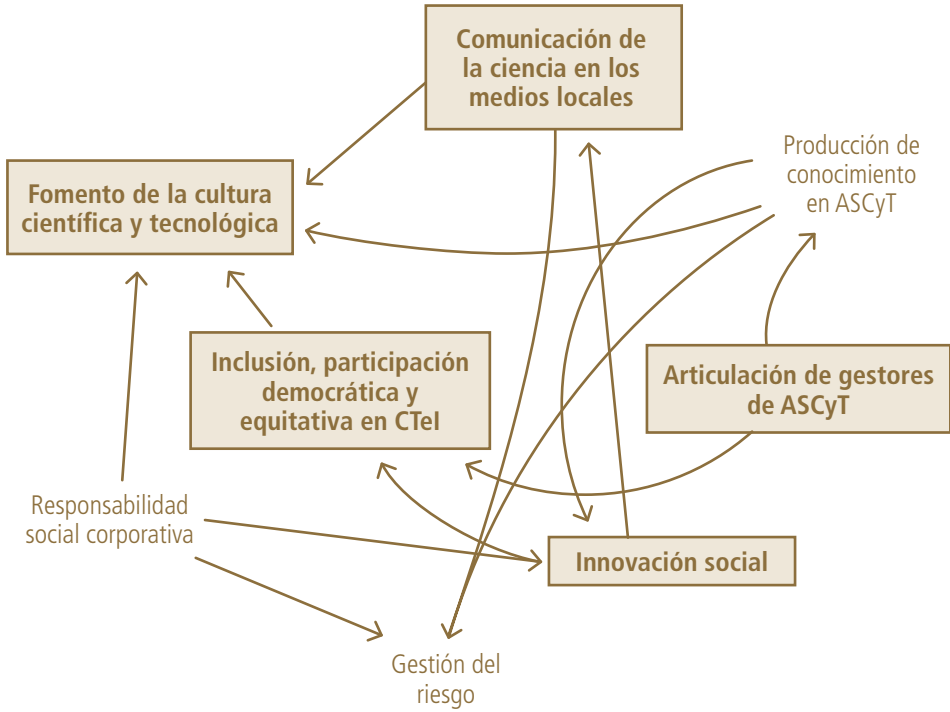 Comunicación de
la ciencia en los
medios locales
Producción de
conocimiento
en ASCyT
Fomento de la cultura
científica y tecnológica
Inclusión, participación
democrática y
equitativa en CTeI
Articulación de gestores
de ASCyT
Responsabilidad
social corporativa
Innovación social
Gestión del
riesgo